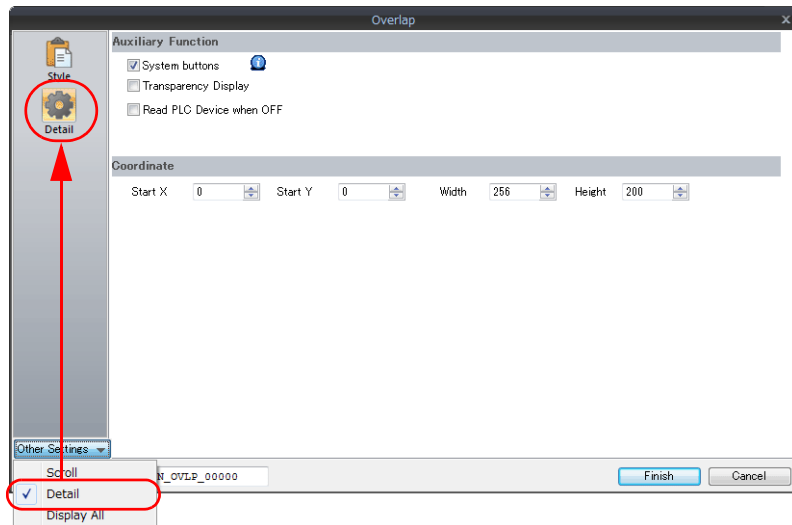 Overlap
x
Style
Detail
Auxiliary Function
System buttons
Transparency Display
Read PLC Device when OFF
Coordinate
Start X 0 Start Y 0 Width 256 Height 200
Other Settings
Scroll
Detail
Display All
N_OVLP_00000
Finish Cancel